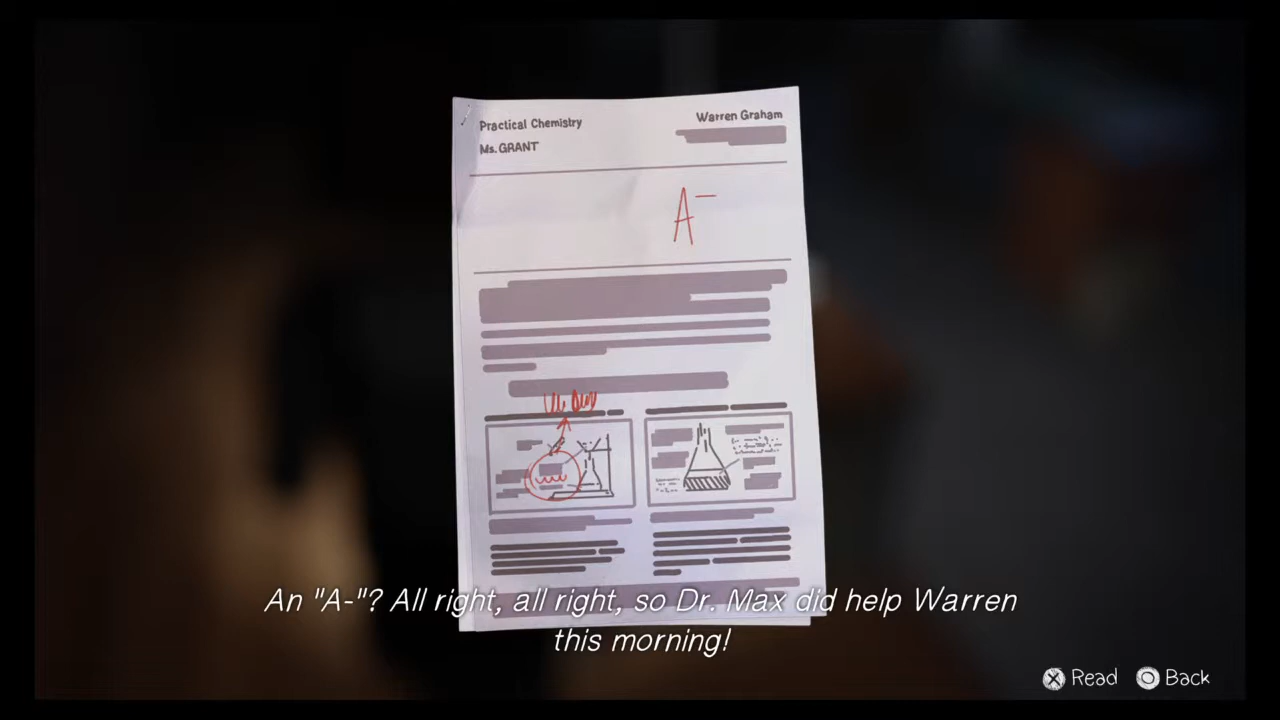 Practical Chemistry
Warren Graham
Ms. GRANT
A-
An "A-"? All right, all right, so Dr. Max did help Warren
this morning!
Read
Back